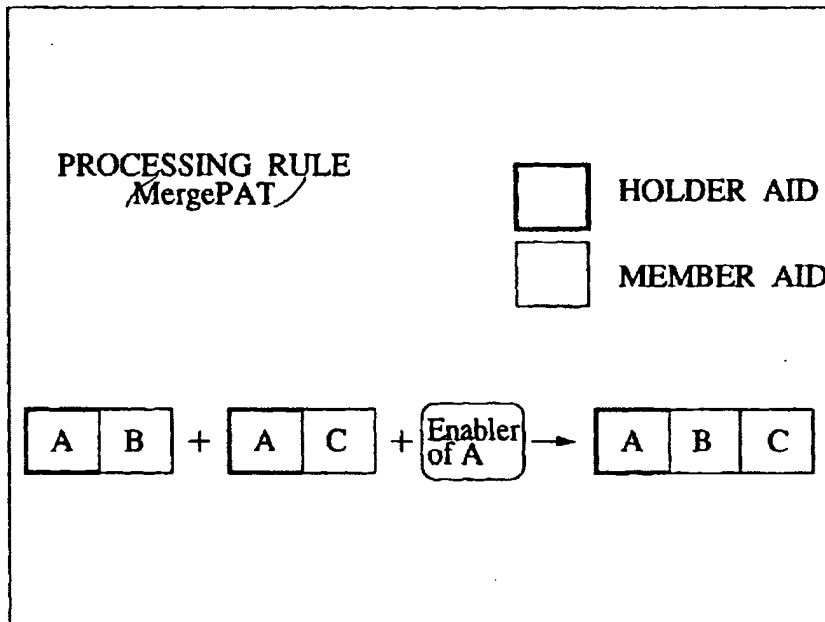 PROCESSING RULE
MergePAT
HOLDER AID
MEMBER AID
A B + A C + Enabler of A → A B C